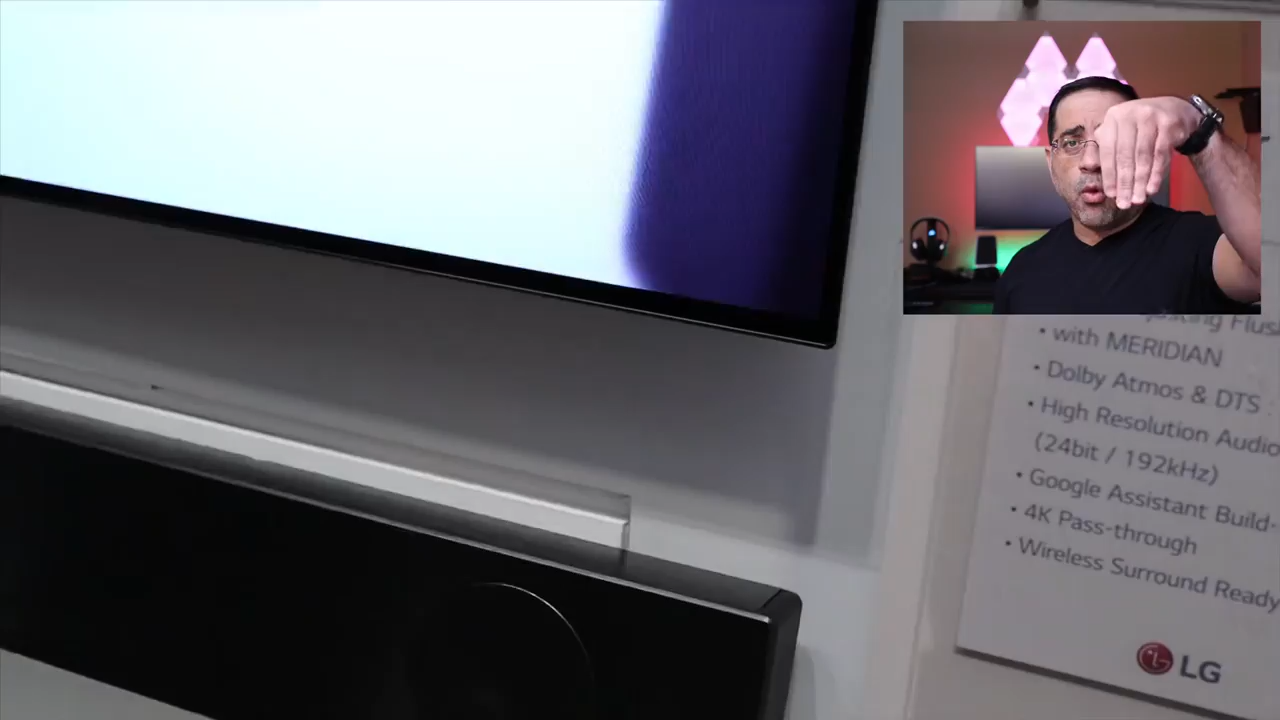 Flus
• with MERIDIAN
• Dolby Atmos & DTS
• High Resolution Audio
(24bit / 192kHz)
• Google Assistant Build-
• 4K Pass-through
• Wireless Surround Ready
LG